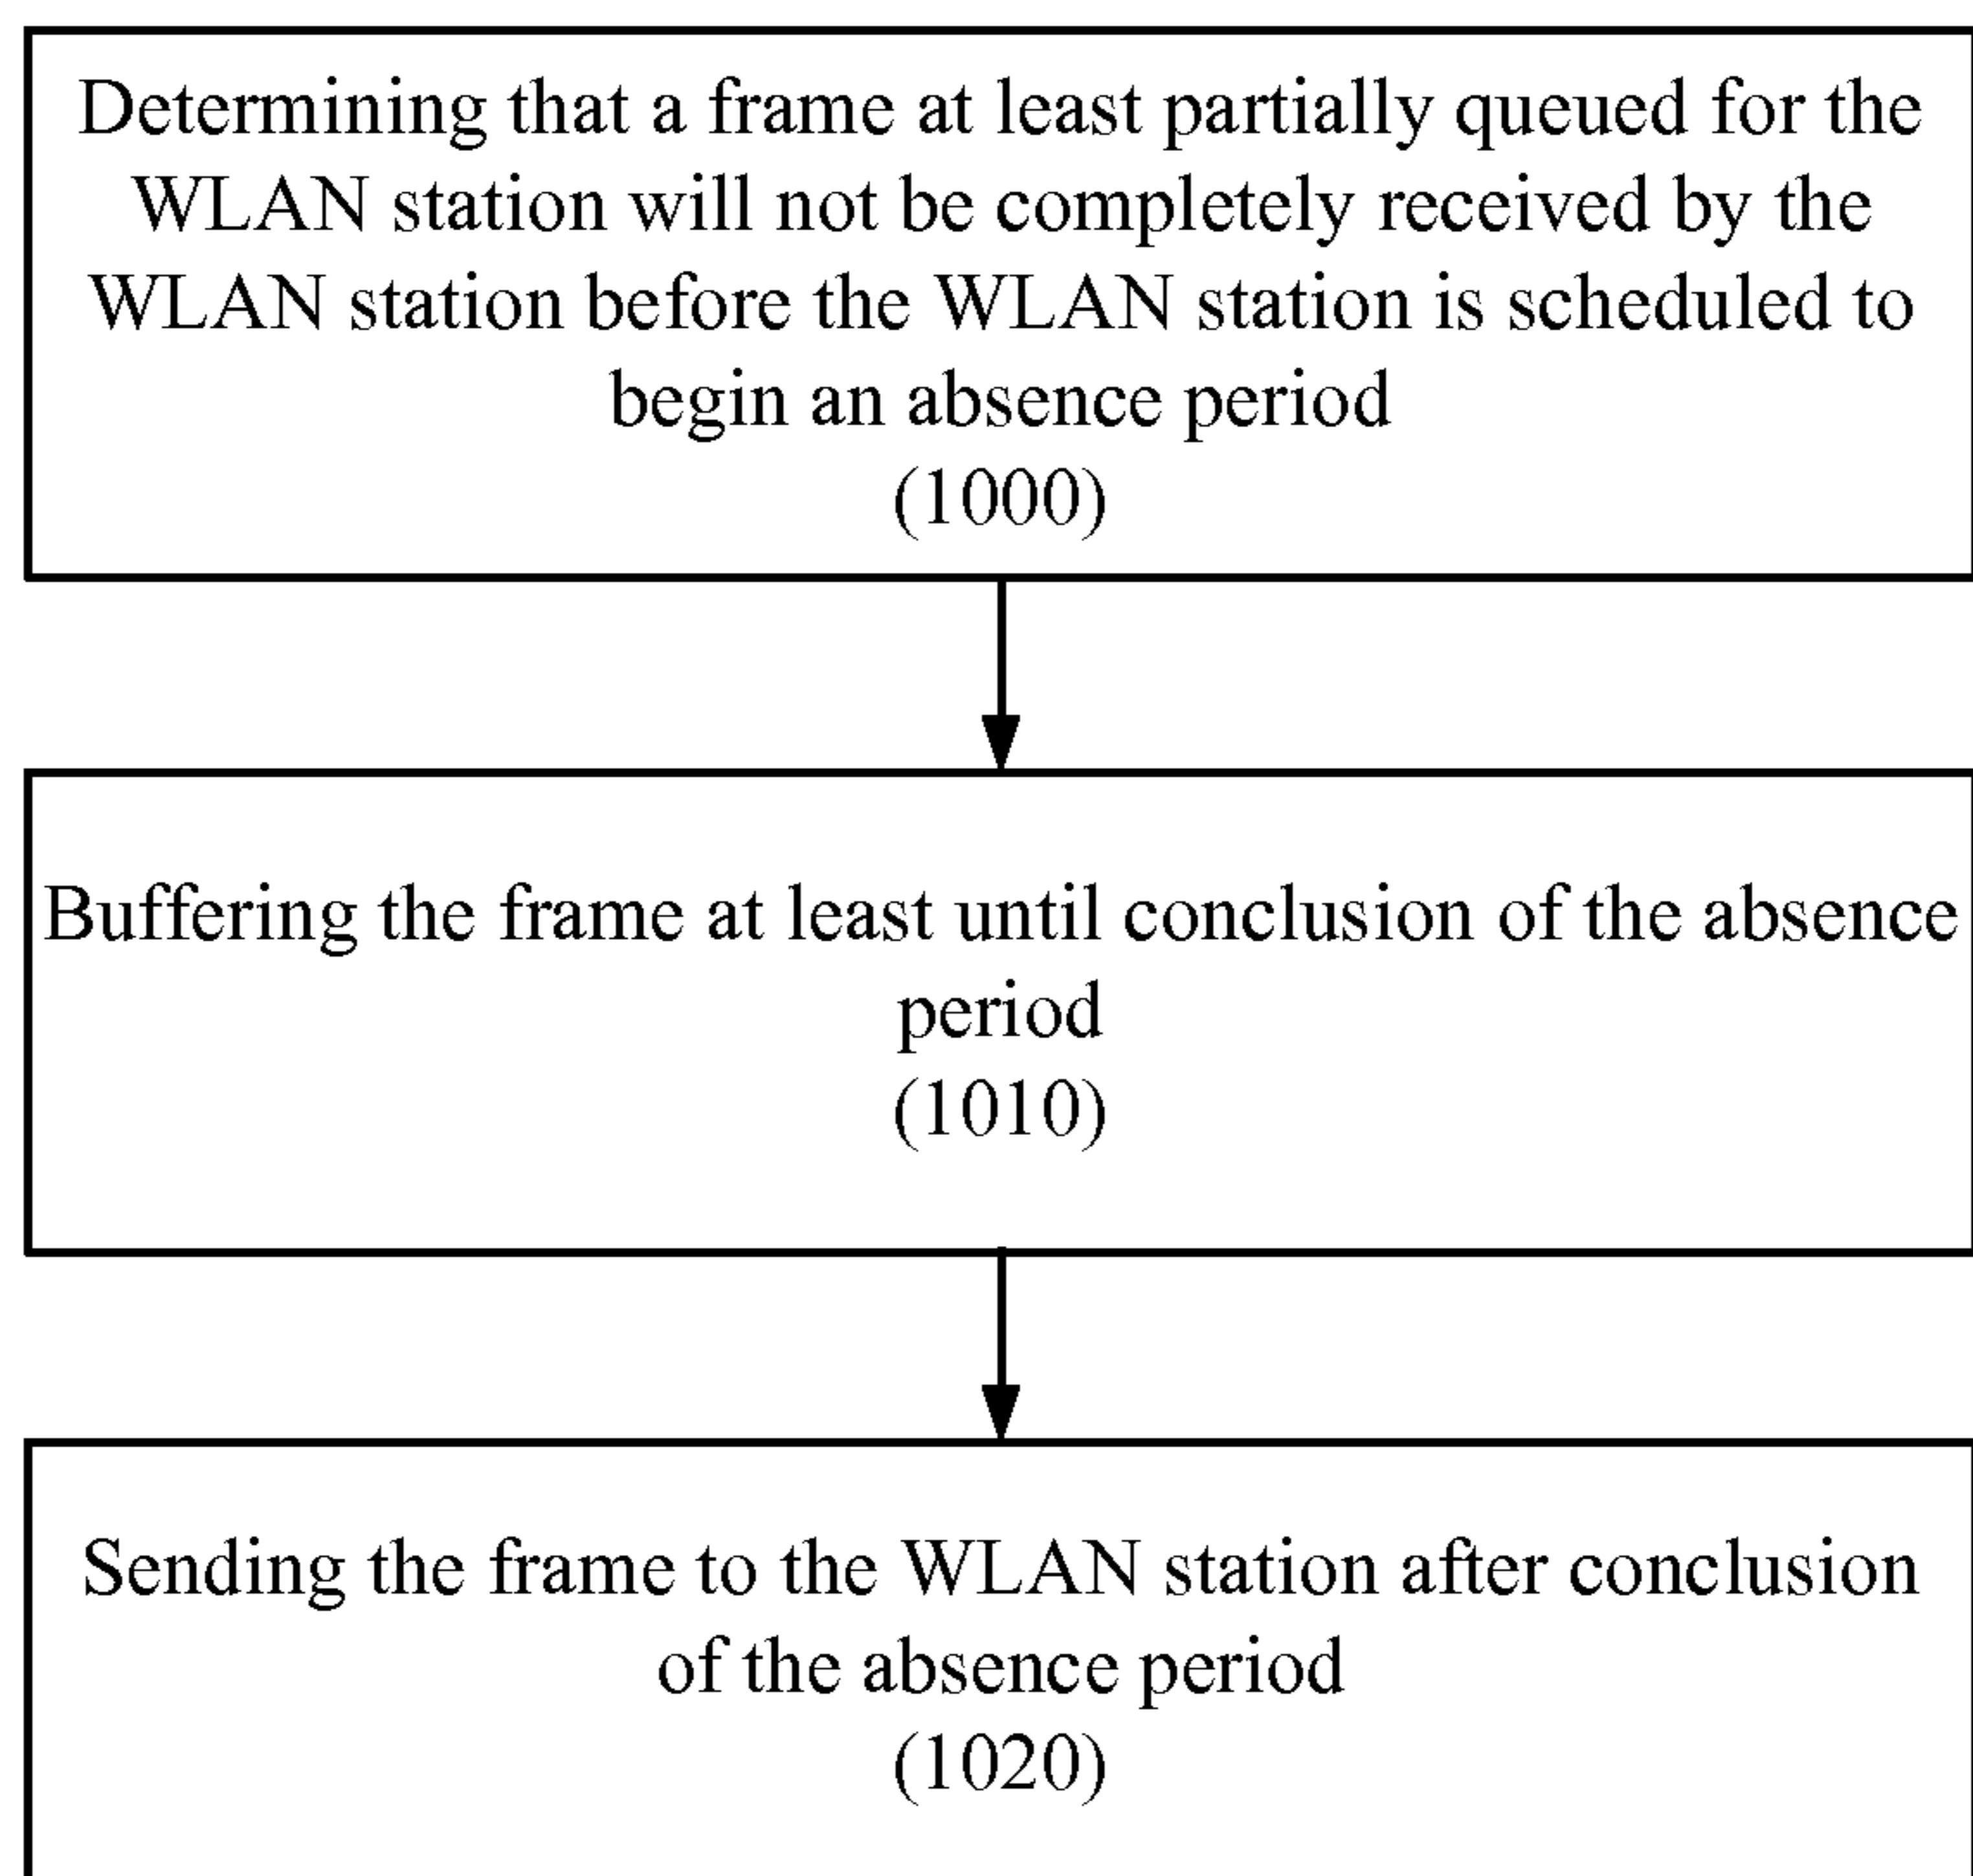 Determining that a frame at least partially queued for the
WLAN station will not be completely received by the
WLAN station before the WLAN station is scheduled to
begin an absence period
(1000)
Buffering the frame at least until conclusion of the absence
period
(1010)
Sending the frame to the WLAN station after conclusion
of the absence period
(1020)